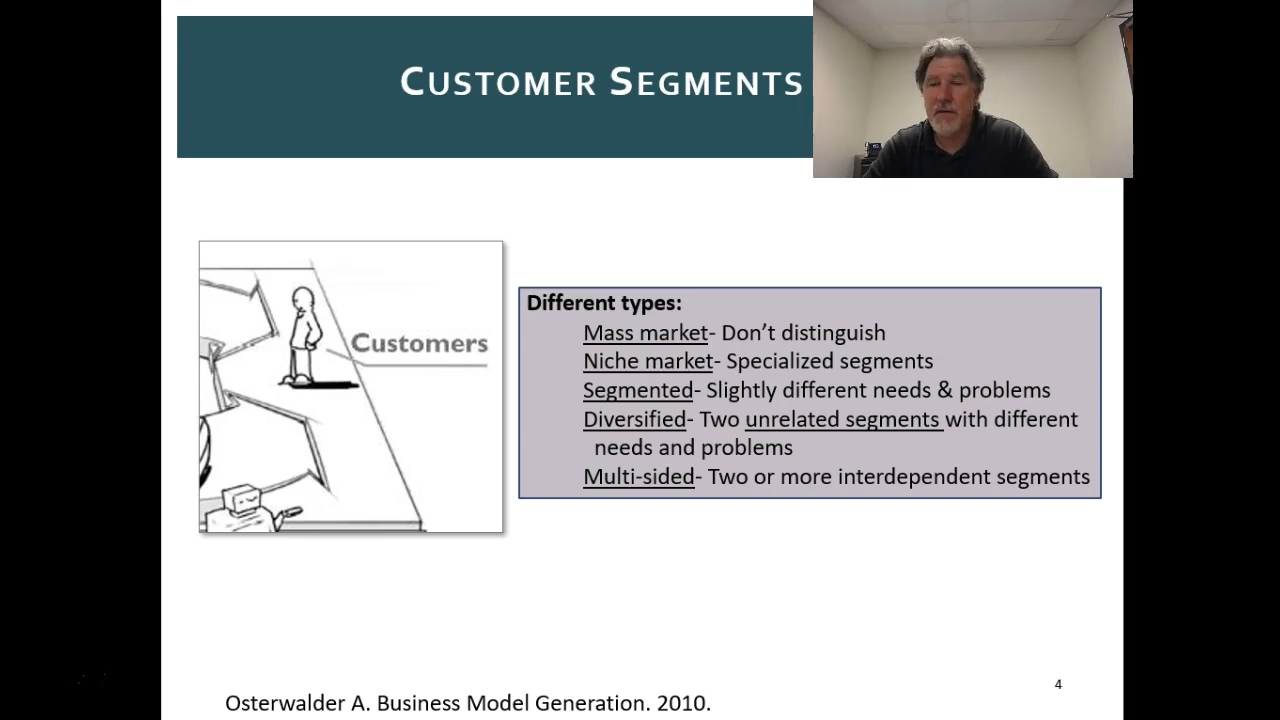 CUSTOMER SEGMENTS
Customers
Different types:
Mass market- Don’t distinguish
Niche market- Specialized segments
Segmented- Slightly different needs & problems
Diversified- Two unrelated segments with different
needs and problems
Multi-sided- Two or more interdependent segments
4
Osterwalder A. Business Model Generation. 2010.